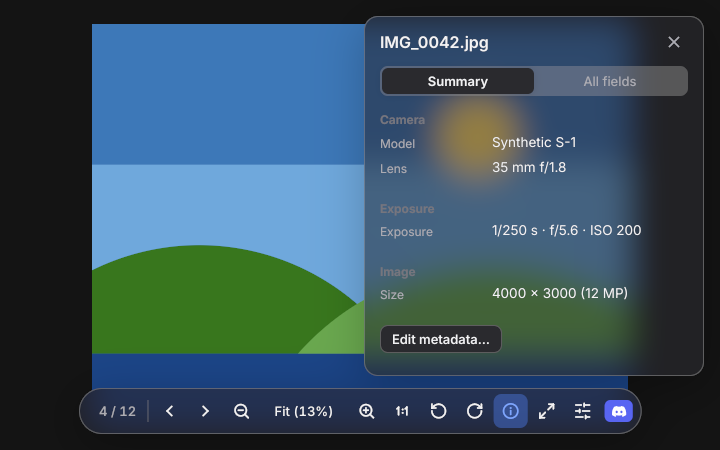 IMG_0042.jpg
Summary All fields
Camera
Model Synthetic S-1
Lens 35 mm f/1.8
Exposure
Exposure 1/250 s · f/5.6 · ISO 200
Image
Size 4000 × 3000 (12 MP)
Edit metadata...
4 / 12 Fit (13%) 1:1